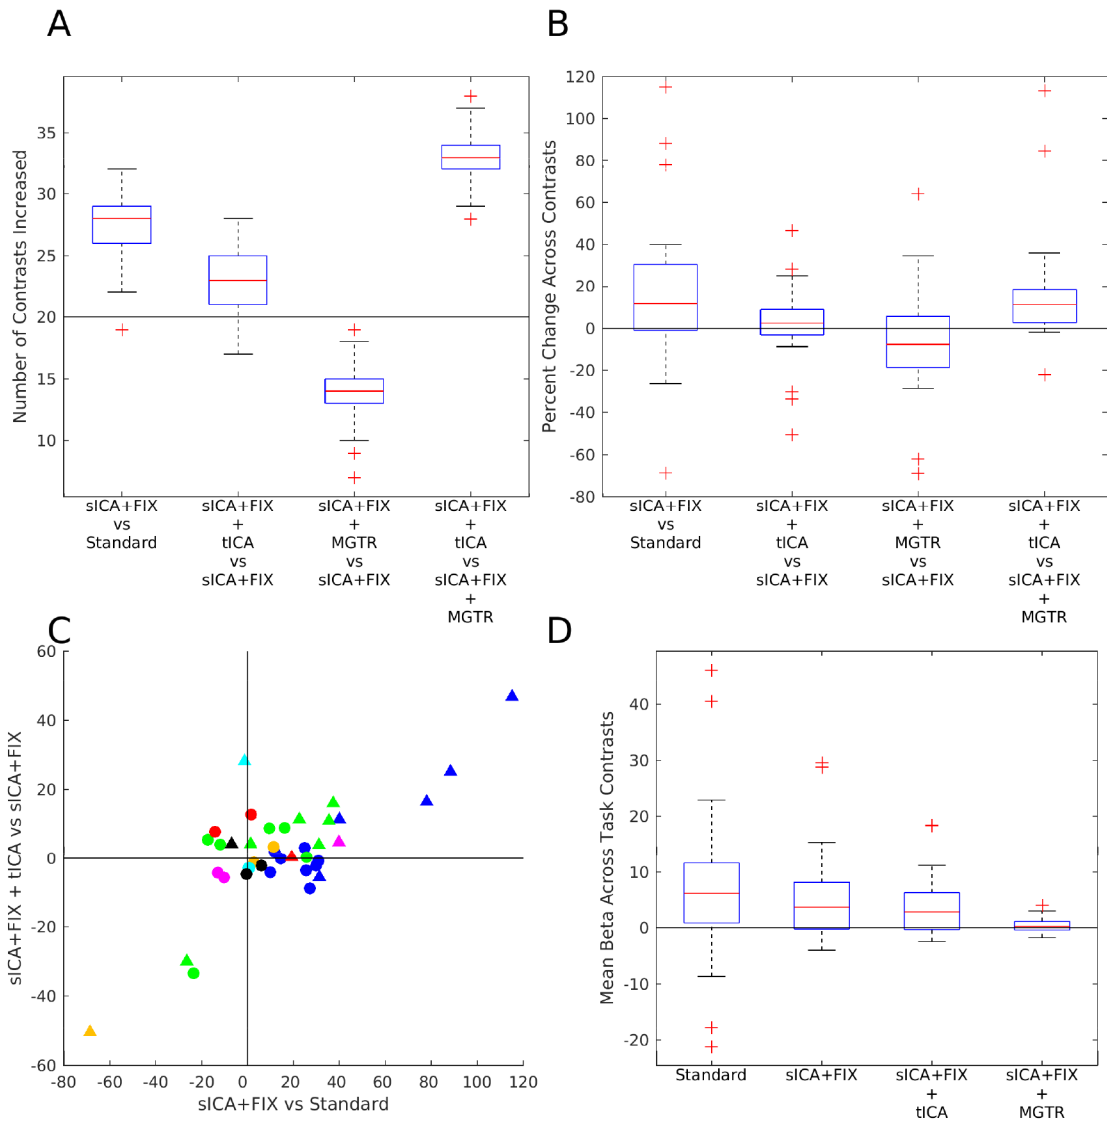 A
Number of Contrasts Increased
35
30
25
20
15
10
sICA+FIX
vs
Standard
sICA+FIX
+
tICA
vs
sICA+FIX
sICA+FIX
+
MGTR
vs
sICA+FIX
sICA+FIX
+
tICA
vs
sICA+FIX
+
MGTR
B
Percent Change Across Contrasts
120
100
80
60
40
20
0
-20
-40
-60
-80
sICA+FIX
vs
Standard
sICA+FIX
+
tICA
vs
sICA+FIX
sICA+FIX
+
MGTR
vs
sICA+FIX
sICA+FIX
+
tICA
vs
sICA+FIX
+
MGTR
C
sICA+FIX + tICA vs sICA+FIX
60
40
20
0
-20
-40
-60
-80
-60
-40
-20
0
20
40
60
80
100
120
sICA+FIX vs Standard
D
Mean Beta Across Task Contrasts
40
30
20
10
0
-10
-20
Standard
sICA+FIX
sICA+FIX
+
tICA
sICA+FIX
+
MGTR